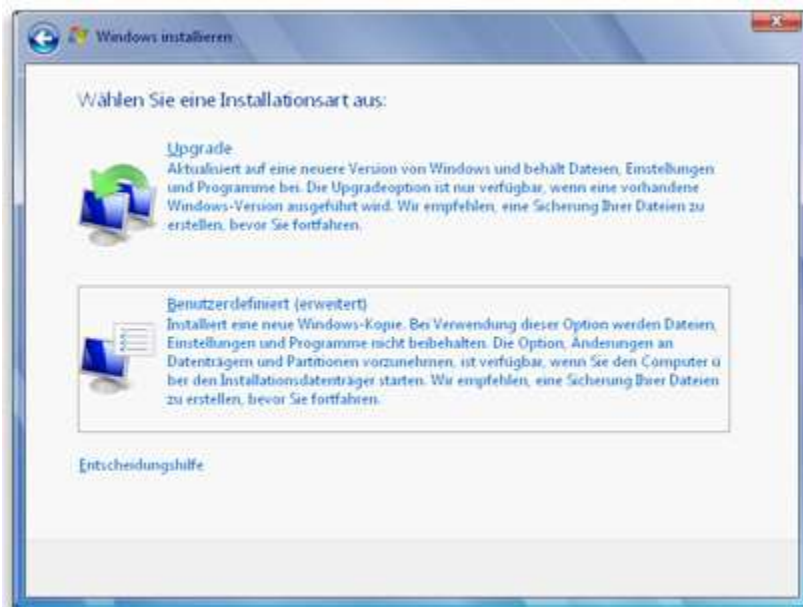 Windows installieren
Wählen Sie eine Installationsart aus:
Upgrade
Aktualisiert auf eine neuere Version von Windows und behält Dateien, Einstellungen
und Programme bei. Die Upgradeoption ist nur verfügbar, wenn eine vorhandene
Windows-Version ausgeführt wird. Wir empfehlen, eine Sicherung Ihrer Dateien zu
erstellen, bevor Sie fortfahren.
Benutzerdefiniert (erweitert)
Installiert eine neue Windows-Kopie. Bei Verwendung dieser Option werden Dateien,
Einstellungen und Programme nicht beibehalten. Die Option, Änderungen an
Datenträgern und Partitionen vorzunehmen, ist verfügbar, wenn Sie den Computer ü
ber den Installationsdatenträger starten. Wir empfehlen, eine Sicherung Ihrer Dateien
zu erstellen, bevor Sie fortfahren.
Entscheidungshilfe